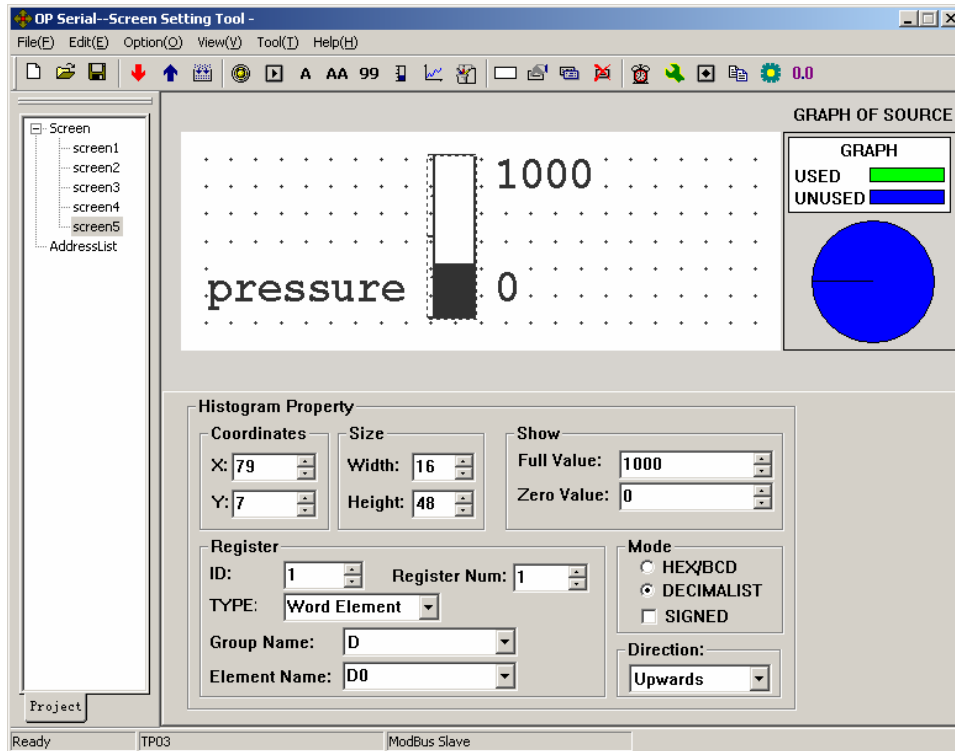 OP Serial--Screen Setting Tool -
File(F) Edit(E) Option(O) View(V) Tool(T) Help(H)
A AA 99 0.0
Screen
screen1
screen2
screen3
screen4
screen5
AddressList
Project
1000
pressure 0
GRAPH OF SOURCE
GRAPH
USED
UNUSED
Histogram Property
Coordinates
X: 79
Y: 7
Size
Width: 16
Height: 48
Show
Full Value: 1000
Zero Value: 0
Register
ID: 1 Register Num: 1
TYPE: Word Element
Group Name: D
Element Name: D0
Mode
HEX/BCD
DECIMALIST
SIGNED
Direction:
Upwards
Ready TP03 ModBus Slave